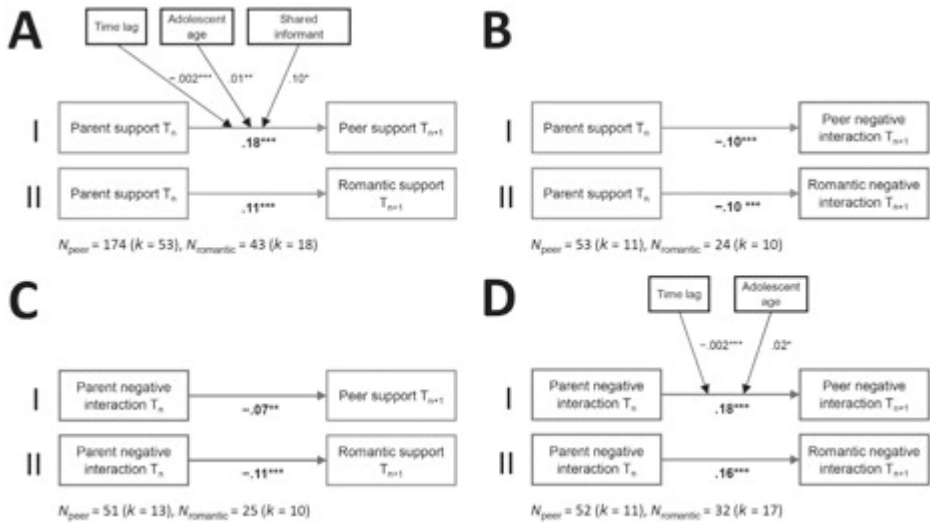 A
Time lag
Adolescent
age
Shared
informant
−.002***
.01**
.10*
I
Parent support Tn
.18***
Peer support Tn+1
II
Parent support Tn
.11***
Romantic support
Tn+1
Npeer = 174 (k = 53), Nromantic = 43 (k = 18)
B
I
Parent support Tn
−.10***
Peer negative
interaction Tn+1
II
Parent support Tn
−.10 ***
Romantic negative
interaction Tn+1
Npeer = 53 (k = 11), Nromantic = 24 (k = 10)
C
I
Parent negative
interaction Tn
−.07**
Peer support Tn+1
II
Parent negative
interaction Tn
−.11***
Romantic support
Tn+1
Npeer = 51 (k = 13), Nromantic = 25 (k = 10)
D
Time lag
Adolescent
age
−.002***
.02*
I
Parent negative
interaction Tn
.18***
Peer negative
interaction Tn+1
II
Parent negative
interaction Tn
.16***
Romantic negative
interaction Tn+1
Npeer = 52 (k = 11), Nromantic = 32 (k = 17)